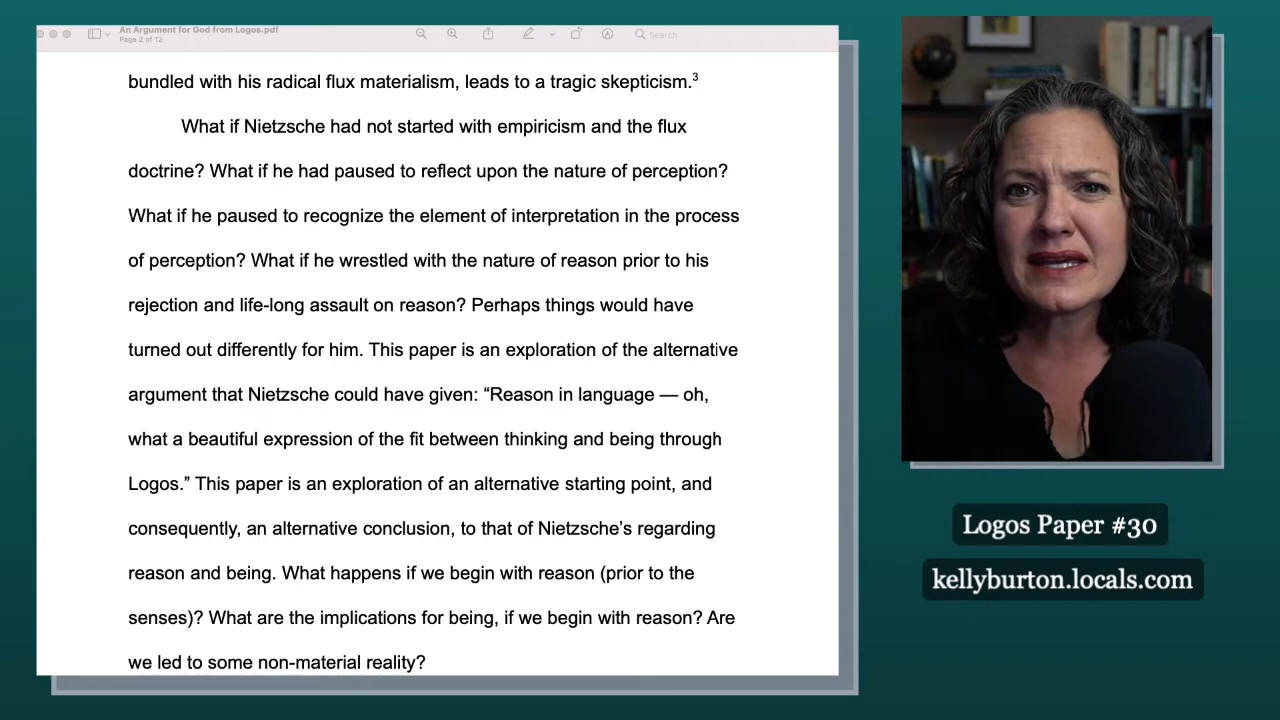 An Argument for God from Logos.pdf
Page 2 of 12
Search
bundled with his radical flux materialism, leads to a tragic skepticism.³
What if Nietzsche had not started with empiricism and the flux
doctrine? What if he had paused to reflect upon the nature of perception?
What if he paused to recognize the element of interpretation in the process
of perception? What if he wrestled with the nature of reason prior to his
rejection and life-long assault on reason? Perhaps things would have
turned out differently for him. This paper is an exploration of the alternative
argument that Nietzsche could have given: “Reason in language — oh,
what a beautiful expression of the fit between thinking and being through
Logos.” This paper is an exploration of an alternative starting point, and
consequently, an alternative conclusion, to that of Nietzsche’s regarding
reason and being. What happens if we begin with reason (prior to the
senses)? What are the implications for being, if we begin with reason? Are
we led to some non-material reality?
Logos Paper #30
kellyburton.locals.com